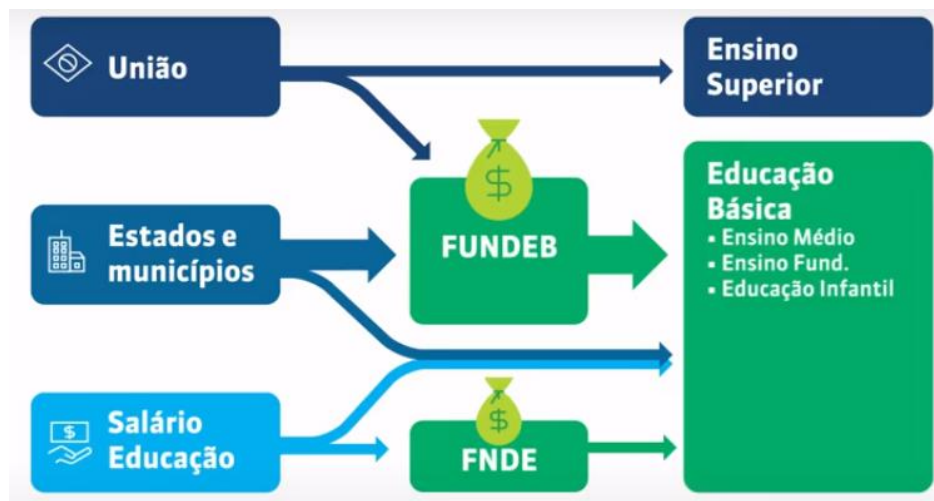 União
Ensino
Superior
Estados e
municípios
FUNDEB
Educação
Básica
▪ Ensino Médio
▪ Ensino Fund.
▪ Educação Infantil
Salário
Educação
$
FNDE